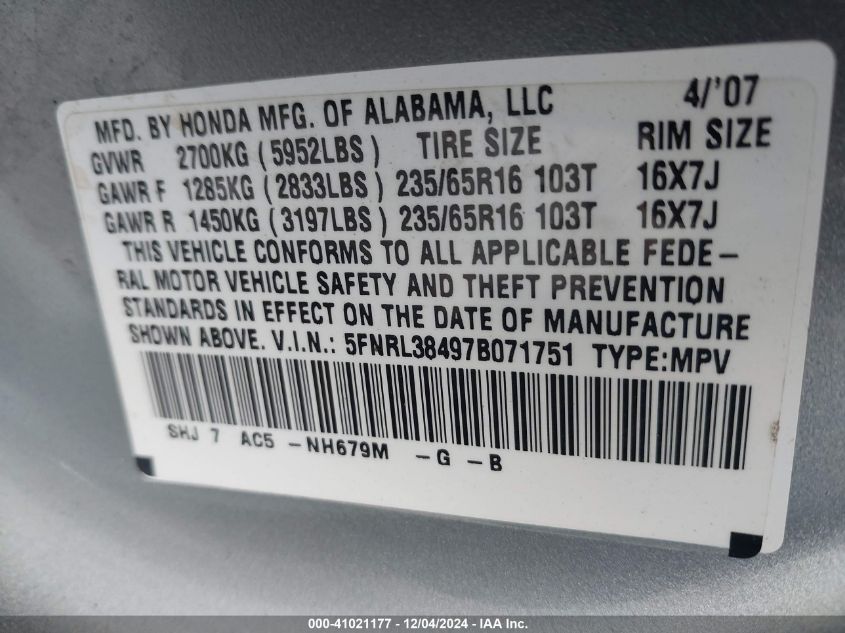 MFD. BY HONDA MFG. OF ALABAMA, LLC 4/'07
GVWR 2700KG (5952LBS) TIRE SIZE RIM SIZE
GAWR F 1285KG (2833LBS) 235/65R16 103T 16X7J
GAWR R 1450KG (3197LBS) 235/65R16 103T 16X7J
THIS VEHICLE CONFORMS TO ALL APPLICABLE FEDE–
RAL MOTOR VEHICLE SAFETY AND THEFT PREVENTION
STANDARDS IN EFFECT ON THE DATE OF MANUFACTURE
SHOWN ABOVE. V.I.N.: 5FNRL38497B071751 TYPE:MPV
SHJ 7 AC5 –NH679M –G –B
000-41021177 – 12/04/2024 – IAA Inc.